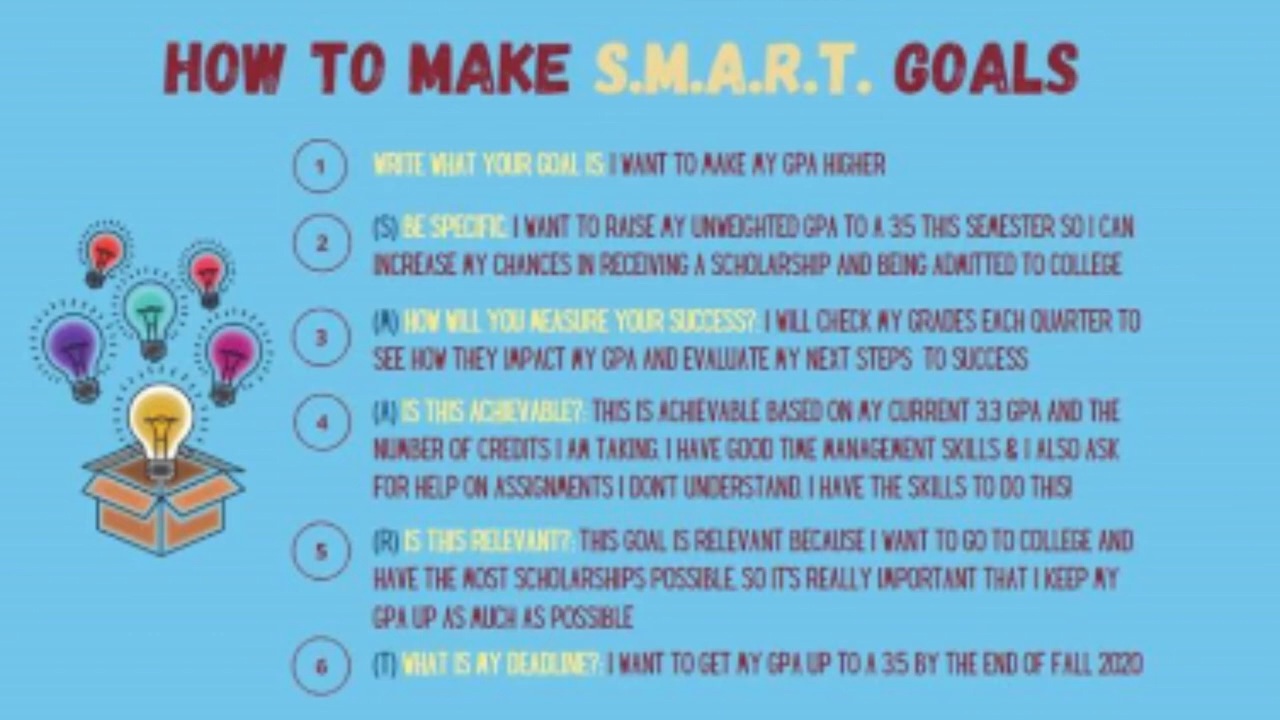 HOW TO MAKE S.M.A.R.T. GOALS
1 WRITE WHAT YOUR GOAL IS: I WANT TO MAKE MY GPA HIGHER
2 (S) BE SPECIFIC: I WANT TO RAISE MY UNWEIGHTED GPA TO A 3.5 THIS SEMESTER SO I CAN
INCREASE MY CHANCES IN RECEIVING A SCHOLARSHIP AND BEING ADMITTED TO COLLEGE
3 (M) HOW WILL YOU MEASURE YOUR SUCCESS?: I WILL CHECK MY GRADES EACH QUARTER TO
SEE HOW THEY IMPACT MY GPA AND EVALUATE MY NEXT STEPS TO SUCCESS
4 (A) IS THIS ACHIEVABLE?: THIS IS ACHIEVABLE BASED ON MY CURRENT 3.3 GPA AND THE
NUMBER OF CREDITS I AM TAKING. I HAVE GOOD TIME MANAGEMENT SKILLS & I ALSO ASK
FOR HELP ON ASSIGNMENTS I DON'T UNDERSTAND. I HAVE THE SKILLS TO DO THIS!
5 (R) IS THIS RELEVANT?: THIS GOAL IS RELEVANT BECAUSE I WANT TO GO TO COLLEGE AND
HAVE THE MOST SCHOLARSHIPS POSSIBLE, SO IT'S REALLY IMPORTANT THAT I KEEP MY
GPA UP AS MUCH AS POSSIBLE
6 (T) WHAT IS MY DEADLINE?: I WANT TO GET MY GPA UP TO A 3.5 BY THE END OF FALL 2020